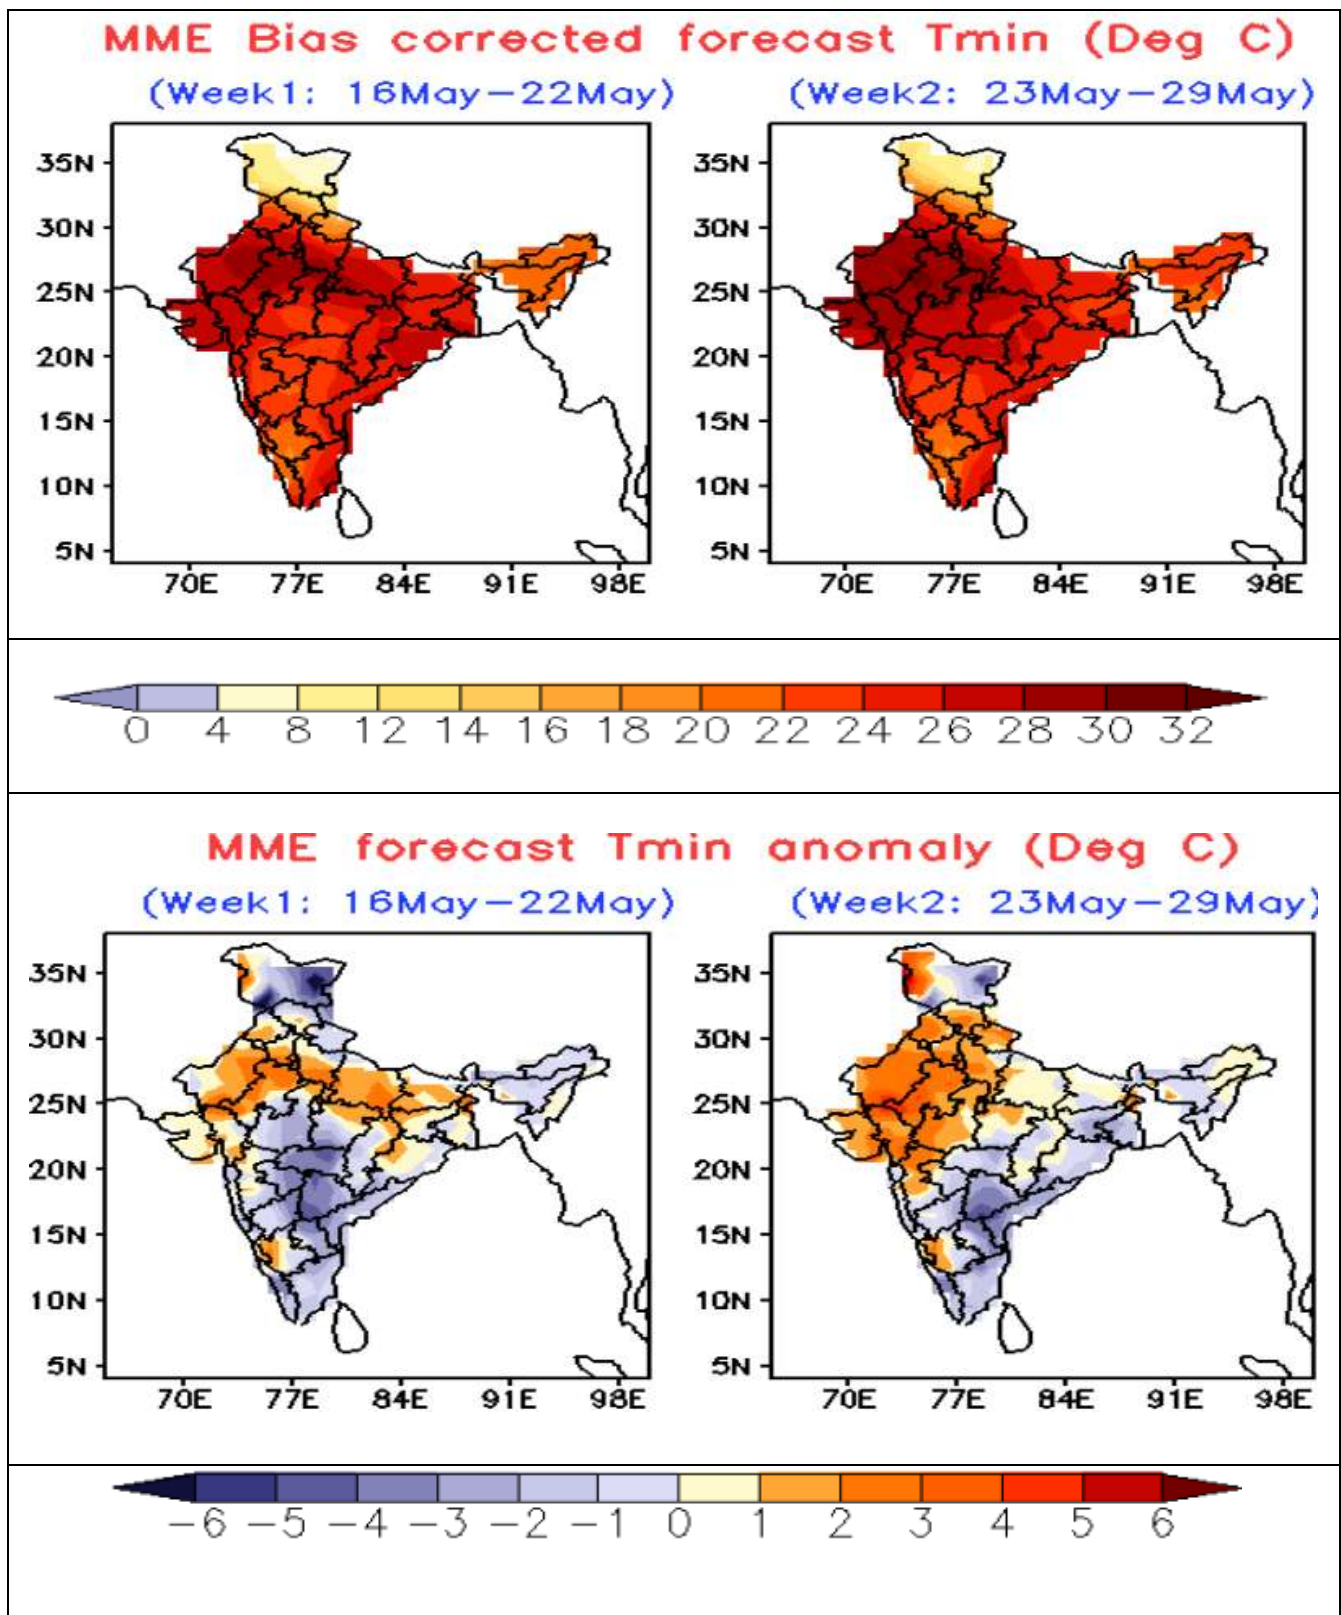 MME Bias corrected forecast Tmin (Deg C)
(Week1: 16May-22May) (Week2: 23May-29May)
35N 35N
30N 30N
25N 25N
20N 20N
15N 15N
10N 10N
5N 5N
70E 77E 84E 91E 98E 70E 77E 84E 91E 98E
0 4 8 12 14 16 18 20 22 24 26 28 30 32
MME forecast Tmin anomaly (Deg C)
(Week1: 16May-22May) (Week2: 23May-29May)
35N 35N
30N 30N
25N 25N
20N 20N
15N 15N
10N 10N
5N 5N
70E 77E 84E 91E 98E 70E 77E 84E 91E 98E
-6 -5 -4 -3 -2 -1 0 1 2 3 4 5 6